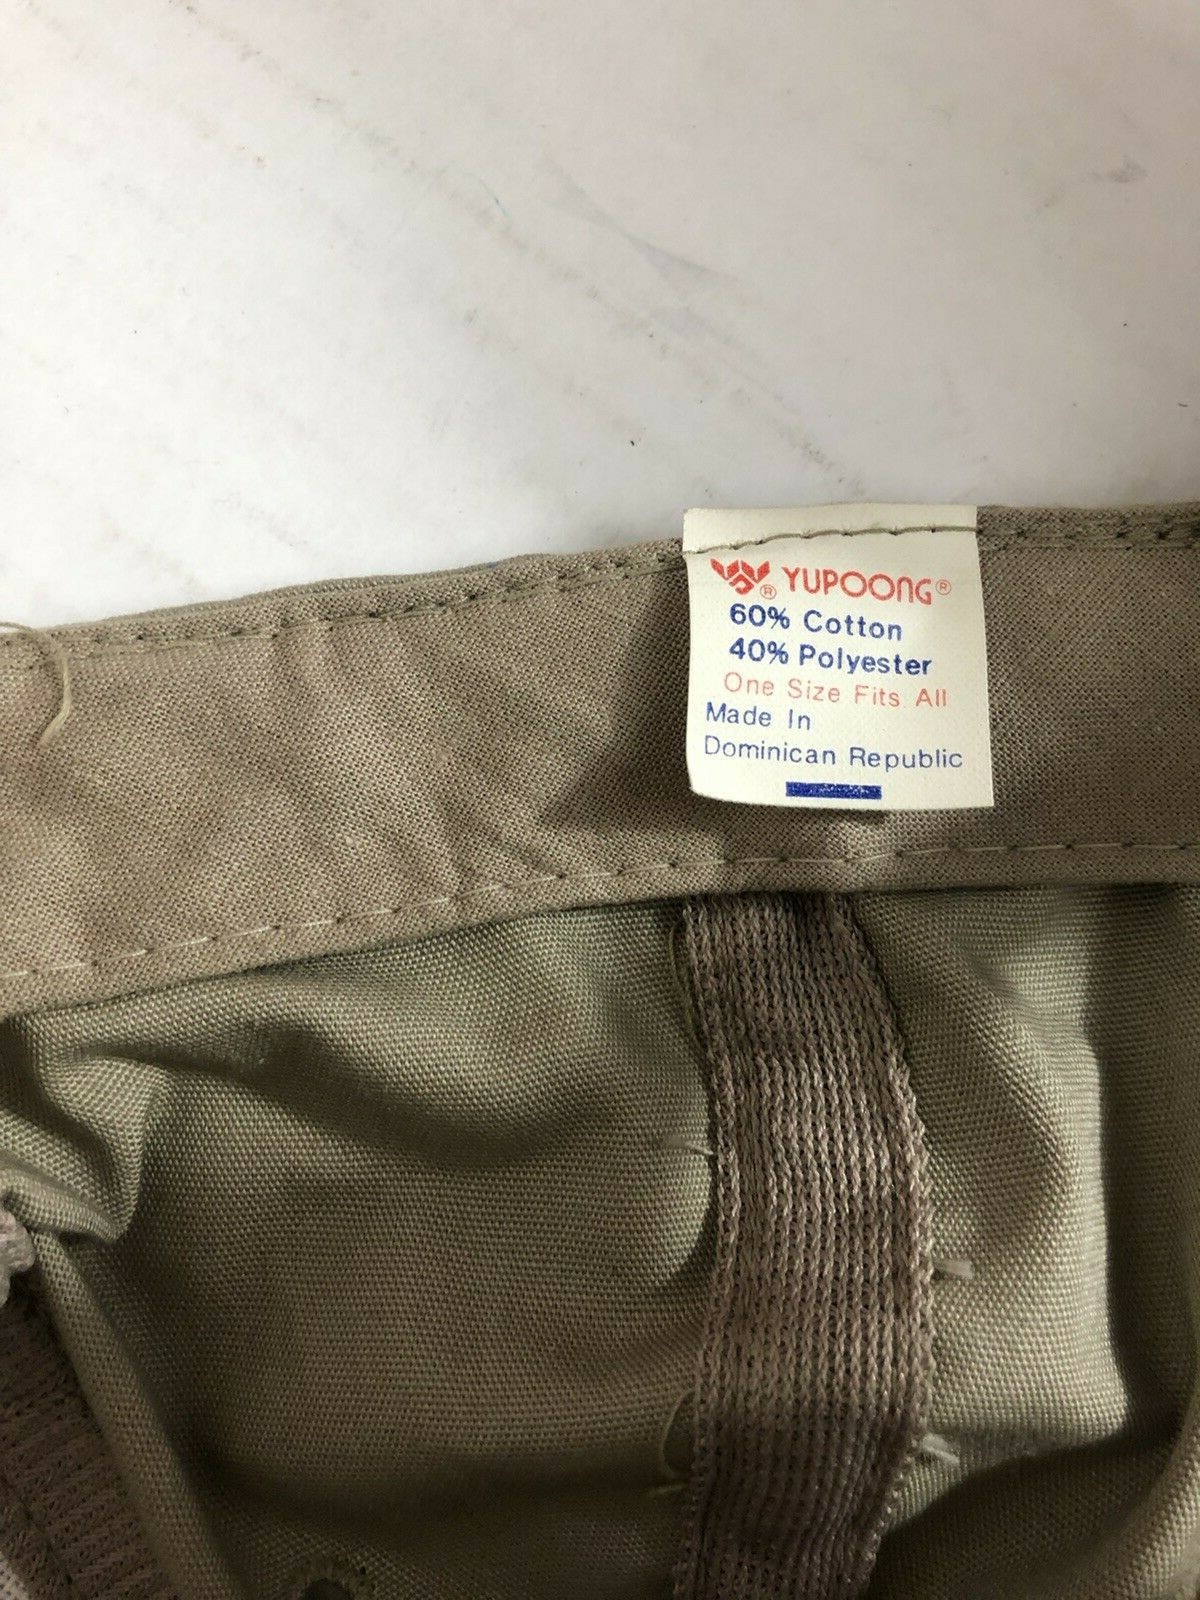 YUPOONG®
®
60% Cotton
40% Polyester
One Size Fits All
Made In
Dominican Republic